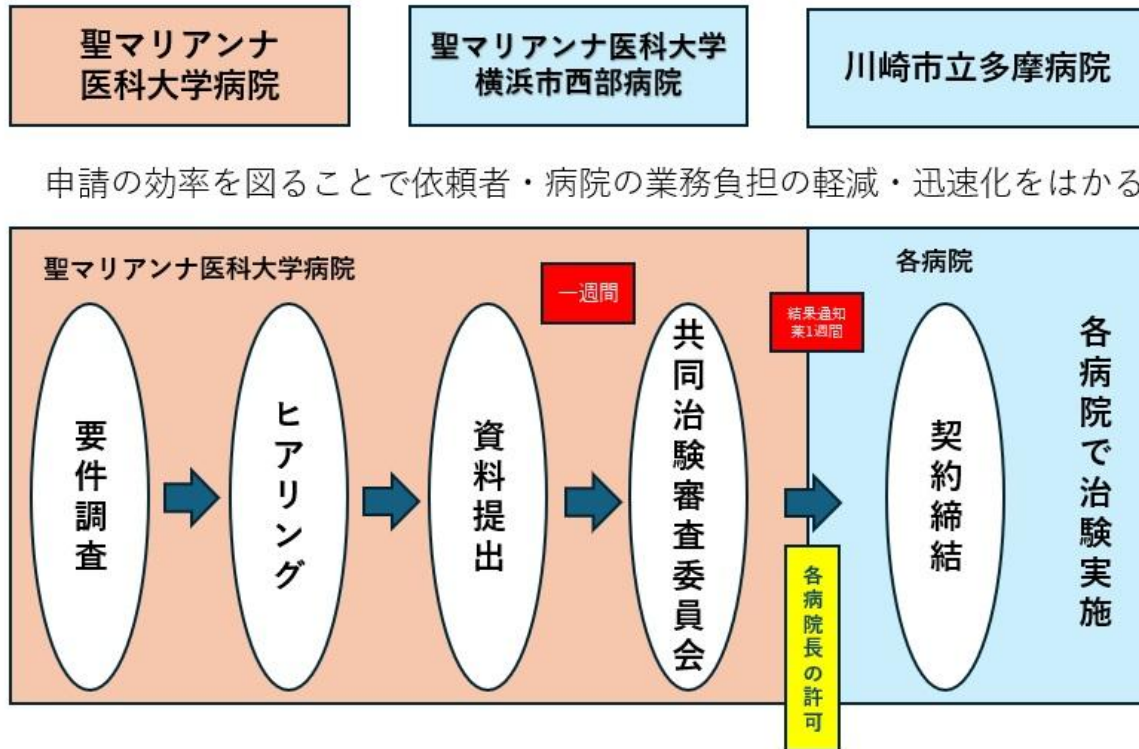 聖マリアンナ
医科大学病院
聖マリアンナ医科大学
横浜市西部病院
川崎市立多摩病院
申請の効率を図ることで依頼者・病院の業務負担の軽減・迅速化をはかる
聖マリアンナ医科大学病院
各病院
一週間
結果通知
薬1週間
要件調査
ヒアリング
資料提出
共同治験審査委員会
契約締結
各病院で治験実施
各病院長の許可